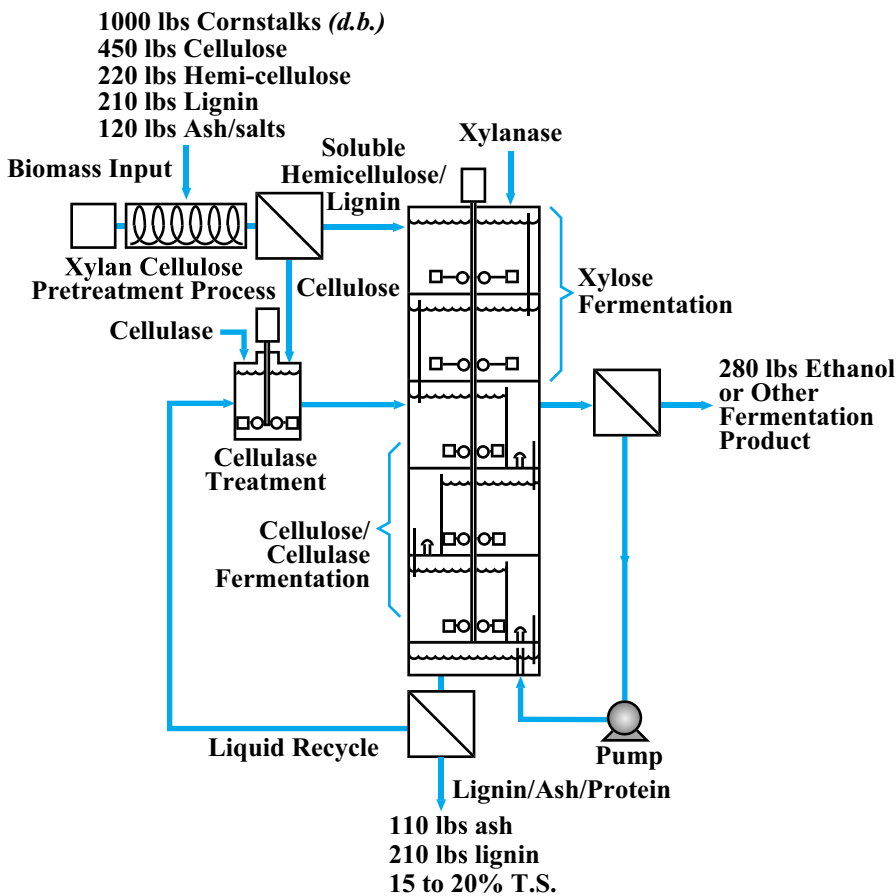 1000 lbs Cornstalks (d.b.)
450 lbs Cellulose
220 lbs Hemi-cellulose
210 lbs Lignin
120 lbs Ash/salts
Biomass Input
Soluble
Hemicellulose/
Lignin
Xylanase
Xylan Cellulose
Pretreatment Process
Cellulose
Xylose
Fermentation
Cellulase
280 lbs Ethanol
or Other
Fermentation
Product
Cellulase
Treatment
Cellulose/
Cellulase
Fermentation
Liquid Recycle
Pump
Lignin/Ash/Protein
110 lbs ash
210 lbs lignin
15 to 20% T.S.